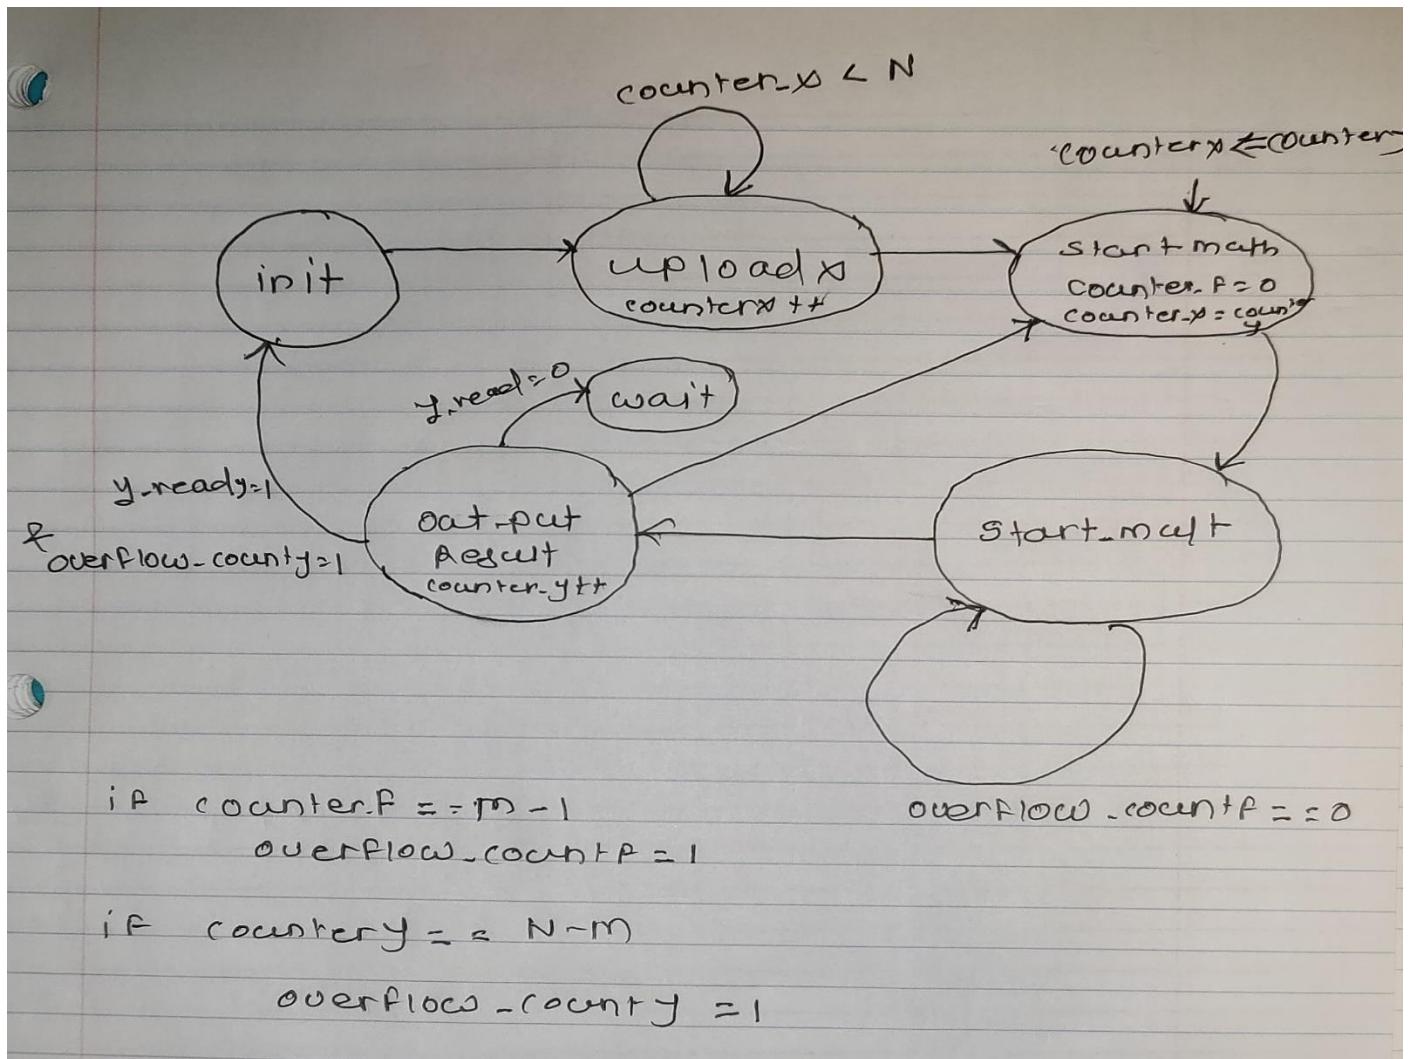 counter_x < N
counterx <= countery
init
upload x
counterx ++
start math
counter_f = 0
counter_x = county
y_read = 0
wait
y_ready=1
&
overflow_county=1
out_put
Result
counter_y++
start_mult
if counter_f == m-1
overflow_countf == 0
overflow_countf = 1
if countery == N-m
overflow_county = 1